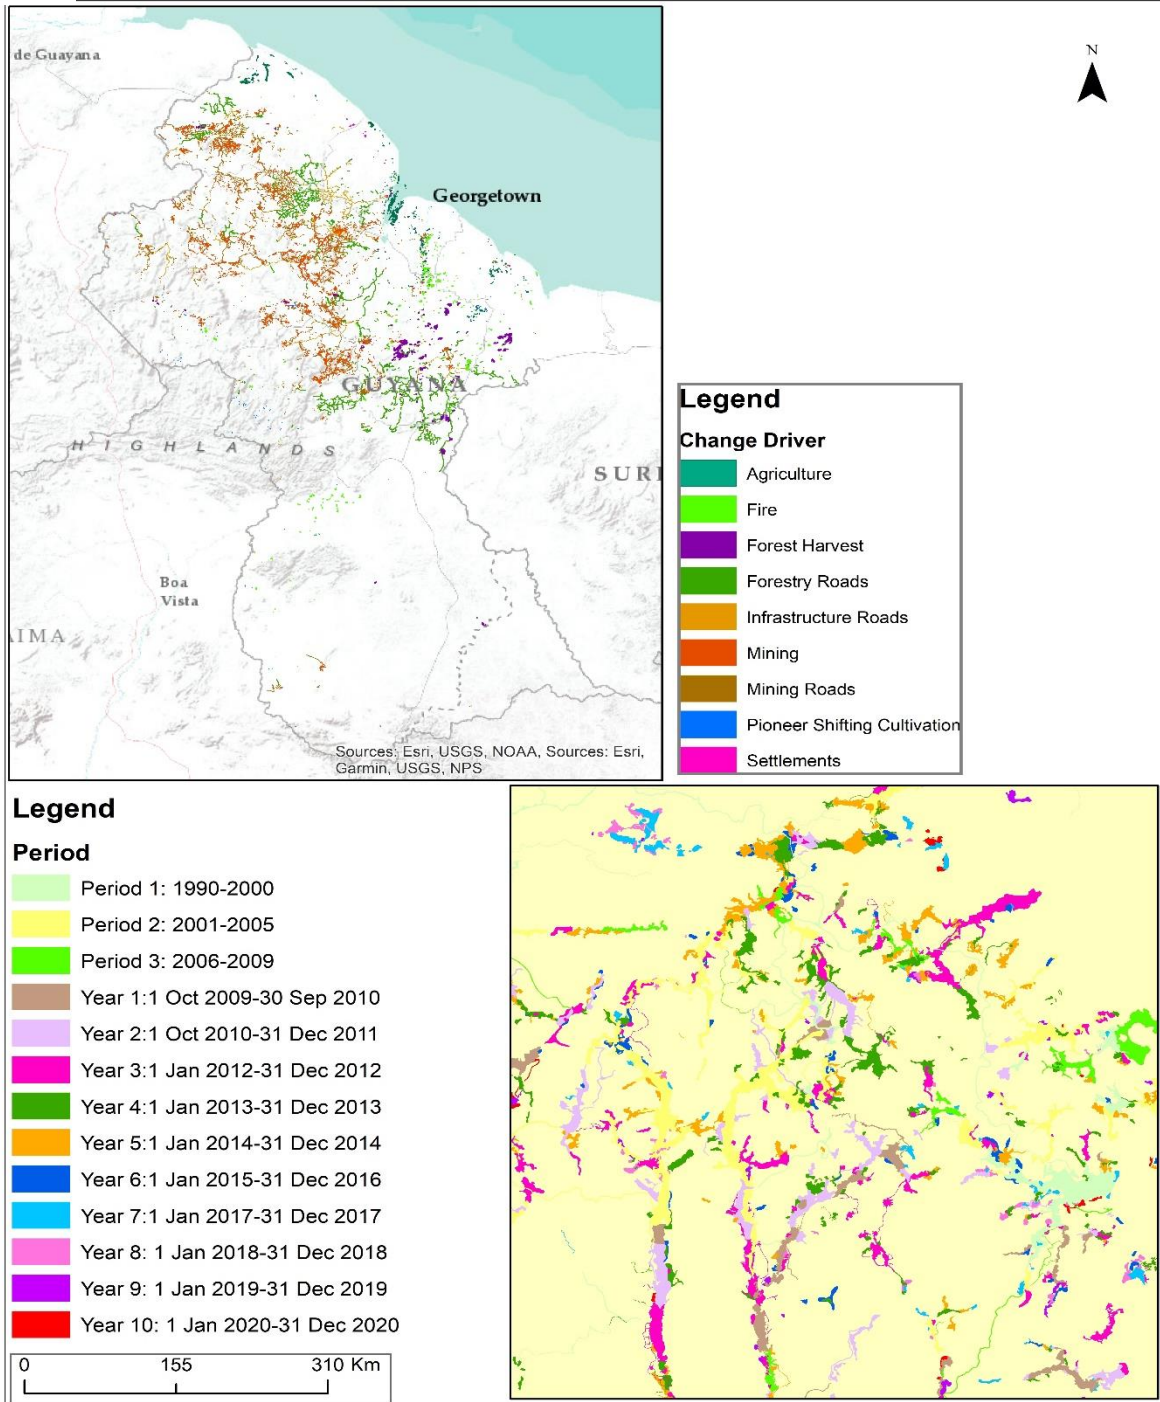 de Guayana
N
Georgetown
GUYANA
HIGHLANDS
SURI
Boa
Vista
AIMA
Sources: Esri, USGS, NOAA, Sources: Esri,
Garmin, USGS, NPS
Legend
Change Driver
Agriculture
Fire
Forest Harvest
Forestry Roads
Infrastructure Roads
Mining
Mining Roads
Pioneer Shifting Cultivation
Settlements
Legend
Period
Period 1: 1990-2000
Period 2: 2001-2005
Period 3: 2006-2009
Year 1:1 Oct 2009-30 Sep 2010
Year 2:1 Oct 2010-31 Dec 2011
Year 3:1 Jan 2012-31 Dec 2012
Year 4:1 Jan 2013-31 Dec 2013
Year 5:1 Jan 2014-31 Dec 2014
Year 6:1 Jan 2015-31 Dec 2016
Year 7:1 Jan 2017-31 Dec 2017
Year 8: 1 Jan 2018-31 Dec 2018
Year 9: 1 Jan 2019-31 Dec 2019
Year 10: 1 Jan 2020-31 Dec 2020
0 155 310 Km